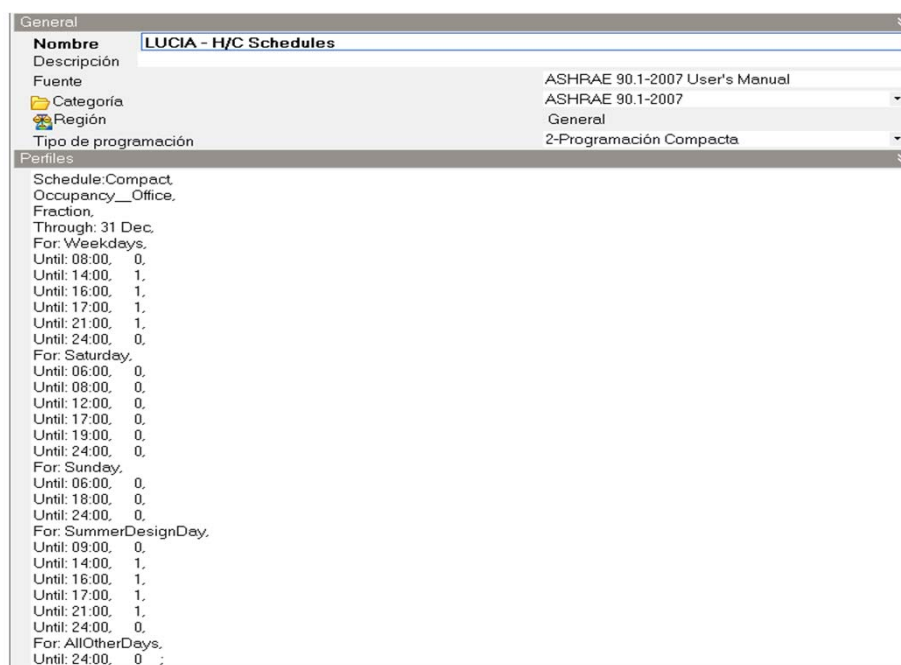 General
Nombre LUCIA - H/C Schedules
Descripción
Fuente ASHRAE 90.1-2007 User's Manual
Categoría ASHRAE 90.1-2007
Región General
Tipo de programación 2-Programación Compacta
Perfiles
Schedule:Compact,
Occupancy__Office,
Fraction,
Through: 31 Dec,
For: Weekdays,
Until: 08:00, 0,
Until: 14:00, 1,
Until: 16:00, 1,
Until: 17:00, 1,
Until: 21:00, 1,
Until: 24:00, 0,
For: Saturday,
Until: 06:00, 0,
Until: 08:00, 0,
Until: 12:00, 0,
Until: 17:00, 0,
Until: 19:00, 0,
Until: 24:00, 0,
For: Sunday,
Until: 06:00, 0,
Until: 18:00, 0,
Until: 24:00, 0,
For: SummerDesignDay,
Until: 09:00, 0,
Until: 14:00, 1,
Until: 16:00, 1,
Until: 17:00, 1,
Until: 21:00, 1,
Until: 24:00, 0,
For: AllOtherDays,
Until: 24:00, 0 ;